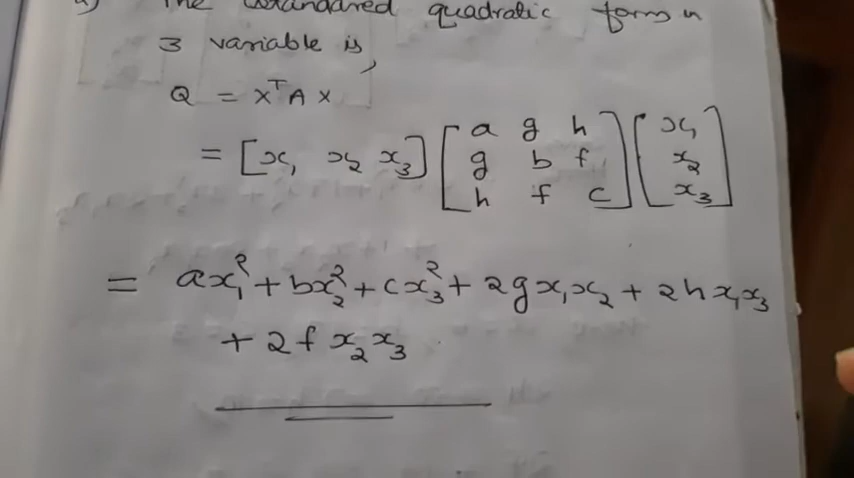 The quadratic form in
3 variable is,
Q = X^T A X
= [x₁ x₂ x₃] [a g h; g b f; h f c] [x₁; x₂; x₃]
= ax₁² + bx₂² + cx₃² + 2gx₁x₂ + 2hx₁x₃
+ 2f x₂x₃